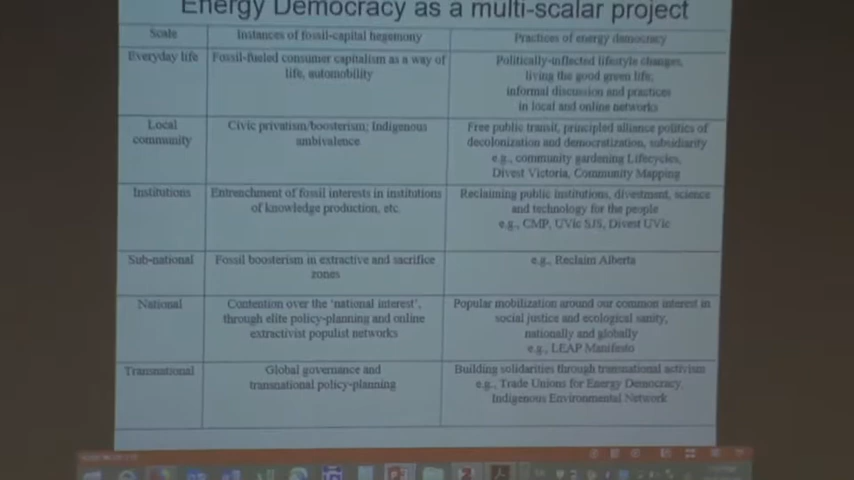 Energy Democracy as a multi-scalar project
Scale
Instances of fossil-capital hegemony
Practices of energy democracy
Everyday life
Fossil-fueled consumer capitalism as a way of
life, automobility
Politically-inflected lifestyle changes,
living the good green life,
informal discussion and practices
in local and online networks
Local
community
Civic privatism/boosterism; Indigenous
ambivalence
Free public transit, principled alliance politics of
decolonization and democratization, subsidiarity
e.g., community gardening Lifecycles,
Divest Victoria, Community Mapping
Institutions
Entrenchment of fossil interests in institutions
of knowledge production, etc.
Reclaiming public institutions, divestment, science
and technology for the people
e.g., CMP, UVic SJS, Divest UVic
Sub-national
Fossil boosterism in extractive and sacrifice
zones
e.g., Reclaim Alberta
National
Contention over the ‘national interest’,
through elite policy-planning and online
extractivist populist networks
Popular mobilization around our common interest in
social justice and ecological sanity,
nationally and globally
e.g., LEAP Manifesto
Transnational
Global governance and
transnational policy-planning
Building solidarities through transnational activism
e.g., Trade Unions for Energy Democracy,
Indigenous Environmental Network